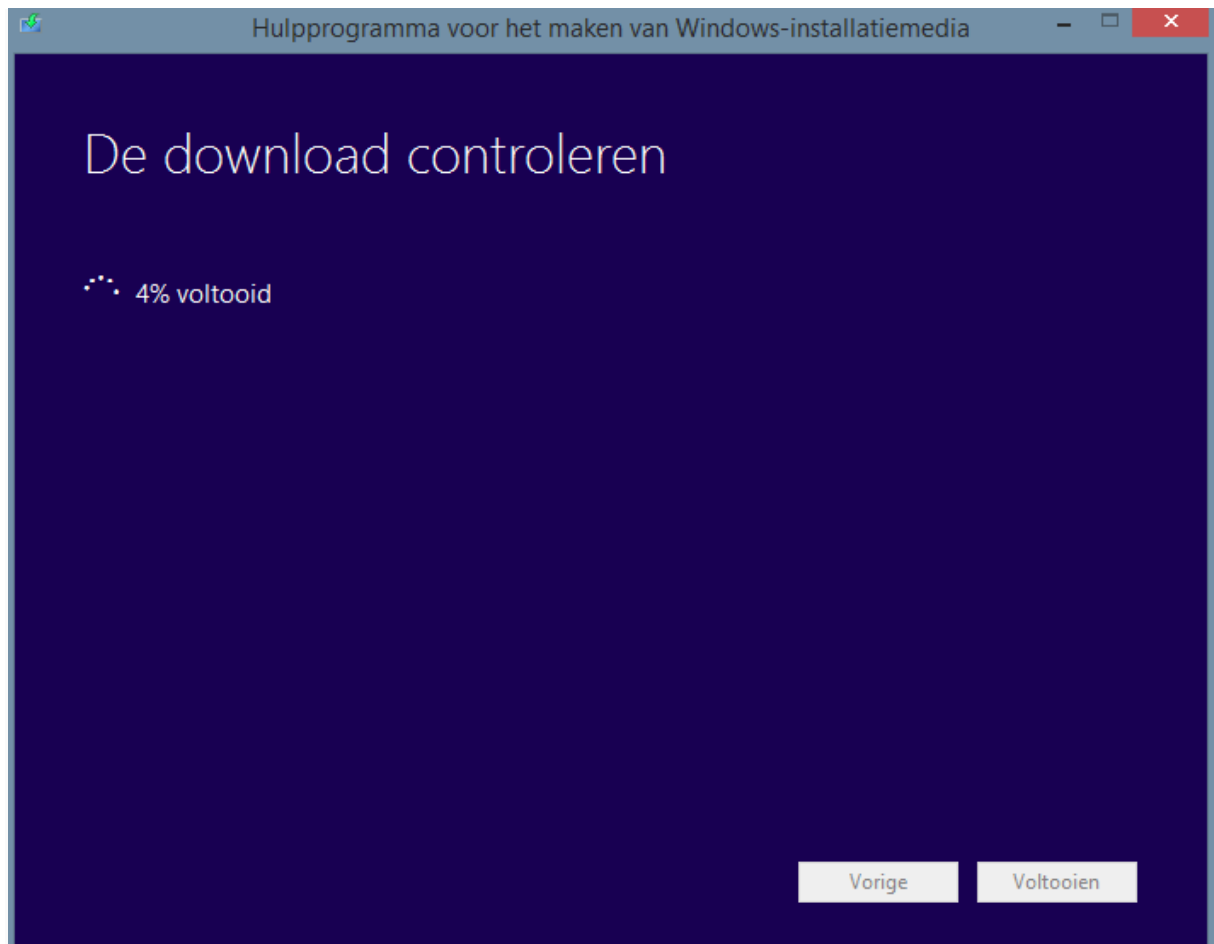 Hulpprogramma voor het maken van Windows-installatiemedia
De download controleren
4% voltooid
Vorige
Voltooien